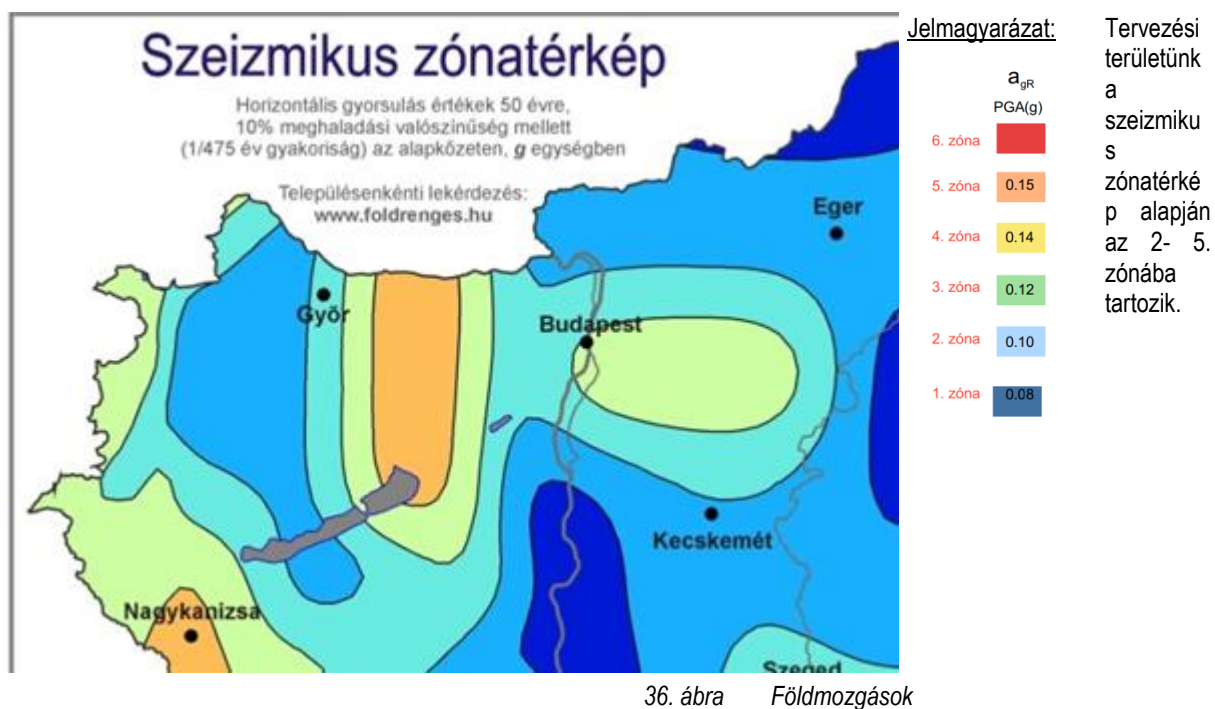 Szeizmikus zónatérkép
Horizontális gyorsulás értékek 50 évre,
10% meghaladási valószínűség mellett
(1/475 év gyakoriság) az alapkőzeten, g egységben
Településenkénti lekérdezés:
www.foldrenges.hu
Eger
Győr
Budapest
Kecskemét
Nagykanizsa
Szeged
Jelmagyarázat:
agR
PGA(g)
6. zóna
5. zóna 0.15
4. zóna 0.14
3. zóna 0.12
2. zóna 0.10
1. zóna 0.08
Tervezési
területünk
a
szeizmiku
s
zónatérké
p alapján
az 2- 5.
zónába
tartozik.
36. ábra Földmozgások